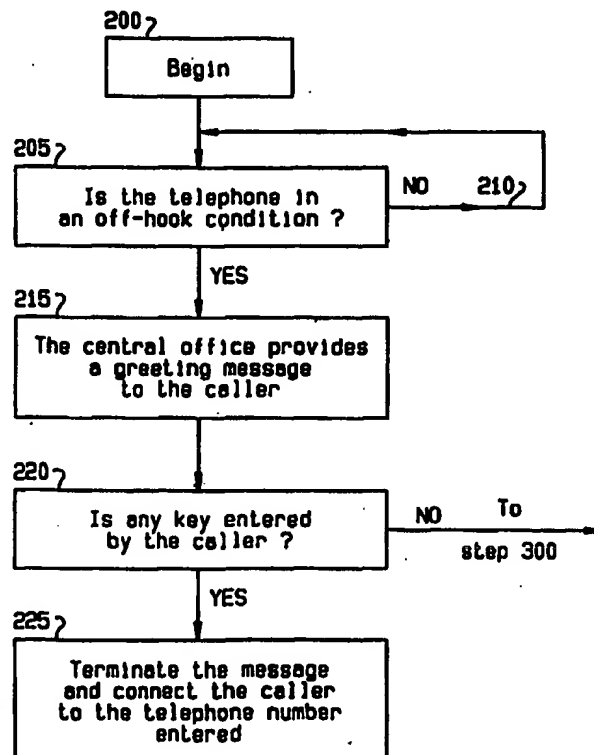 200
Begin
205
Is the telephone in
an off-hook condition ?
NO
210
YES
215
The central office provides
a greeting message
to the caller
220
Is any key entered
by the caller ?
NO
To
step 300
YES
225
Terminate the message
and connect the caller
to the telephone number
entered